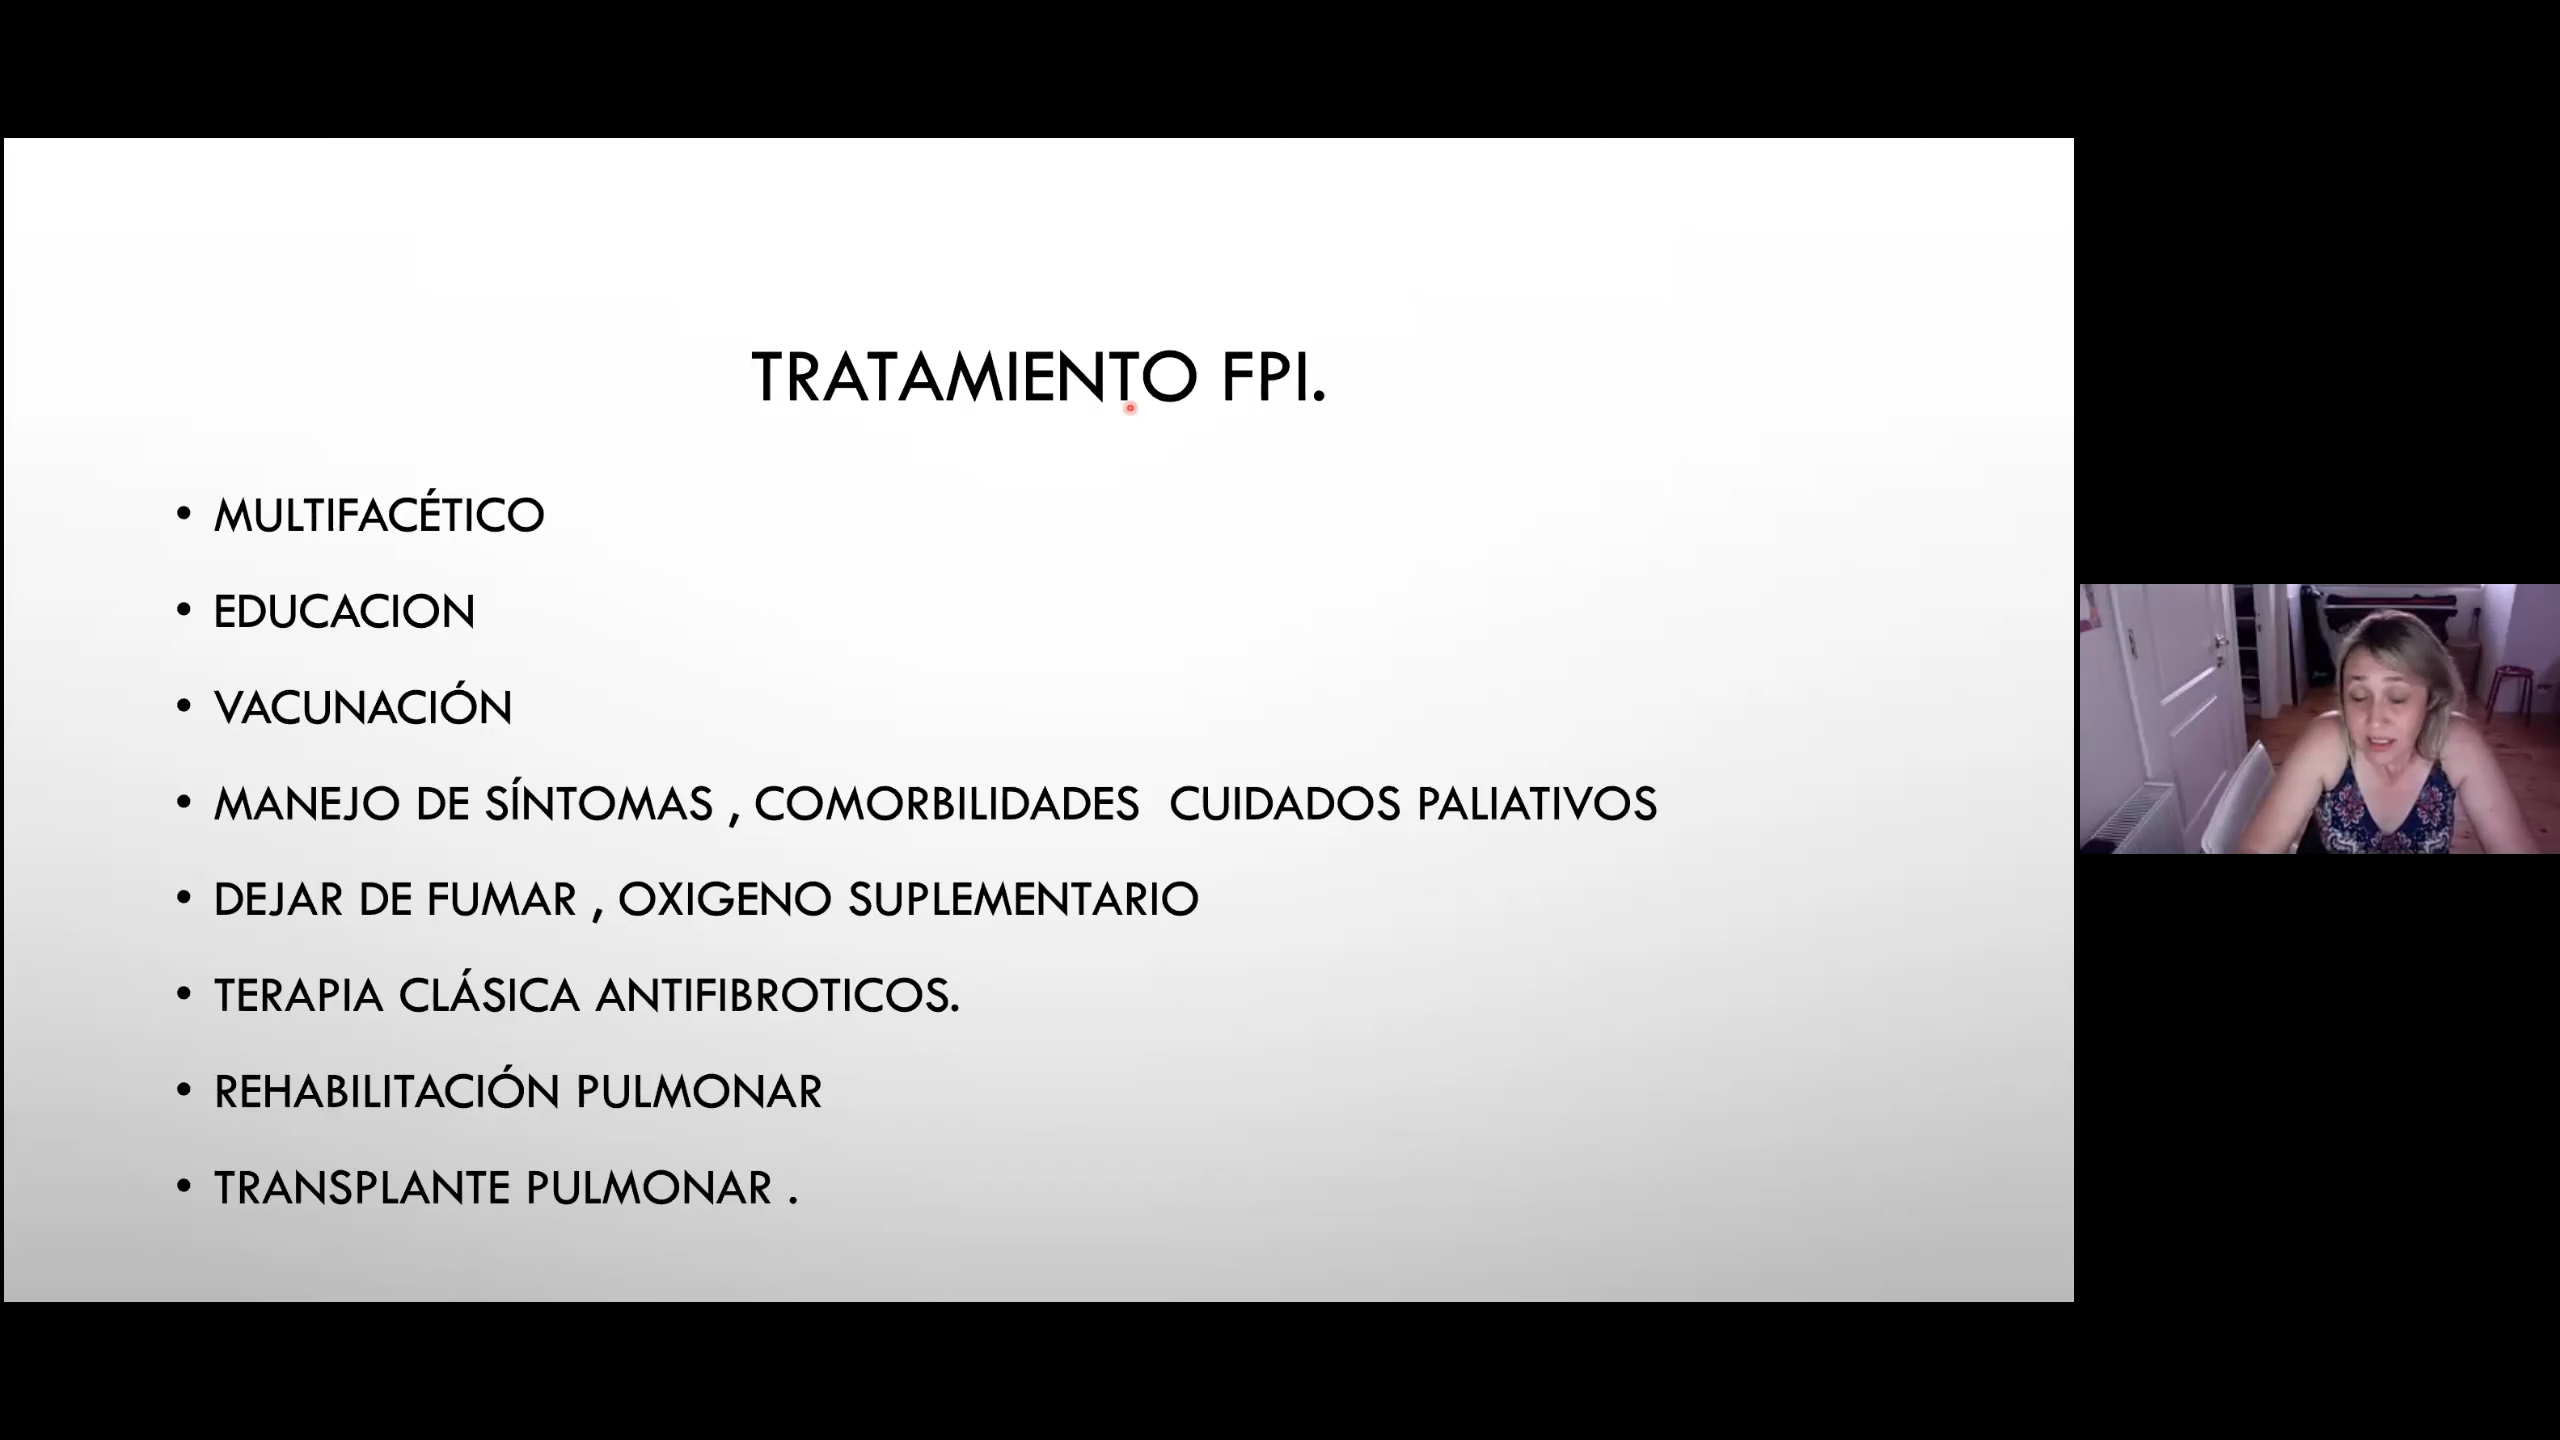 TRATAMIENTO FPI.
• MULTIFACÉTICO
• EDUCACION
• VACUNACIÓN
• MANEJO DE SÍNTOMAS , COMORBILIDADES  CUIDADOS PALIATIVOS
• DEJAR DE FUMAR , OXIGENO SUPLEMENTARIO
• TERAPIA CLÁSICA ANTIFIBROTICOS.
• REHABILITACIÓN PULMONAR
• TRANSPLANTE PULMONAR .